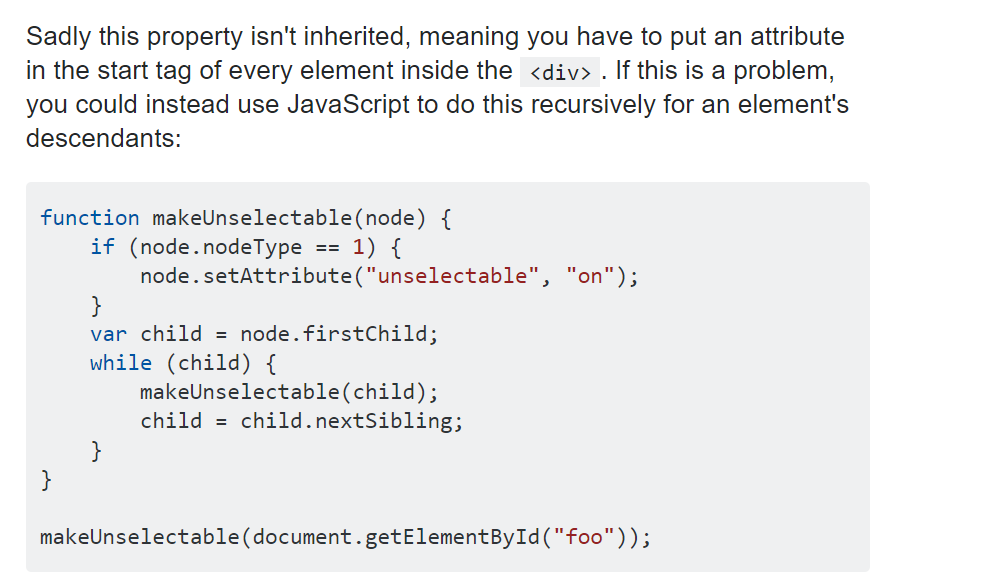 Sadly this property isn't inherited, meaning you have to put an attribute
in the start tag of every element inside the <div> . If this is a problem,
you could instead use JavaScript to do this recursively for an element's
descendants:
function makeUnselectable(node) {
    if (node.nodeType == 1) {
        node.setAttribute("unselectable", "on");
    }
    var child = node.firstChild;
    while (child) {
        makeUnselectable(child);
        child = child.nextSibling;
    }
}
makeUnselectable(document.getElementById("foo"));